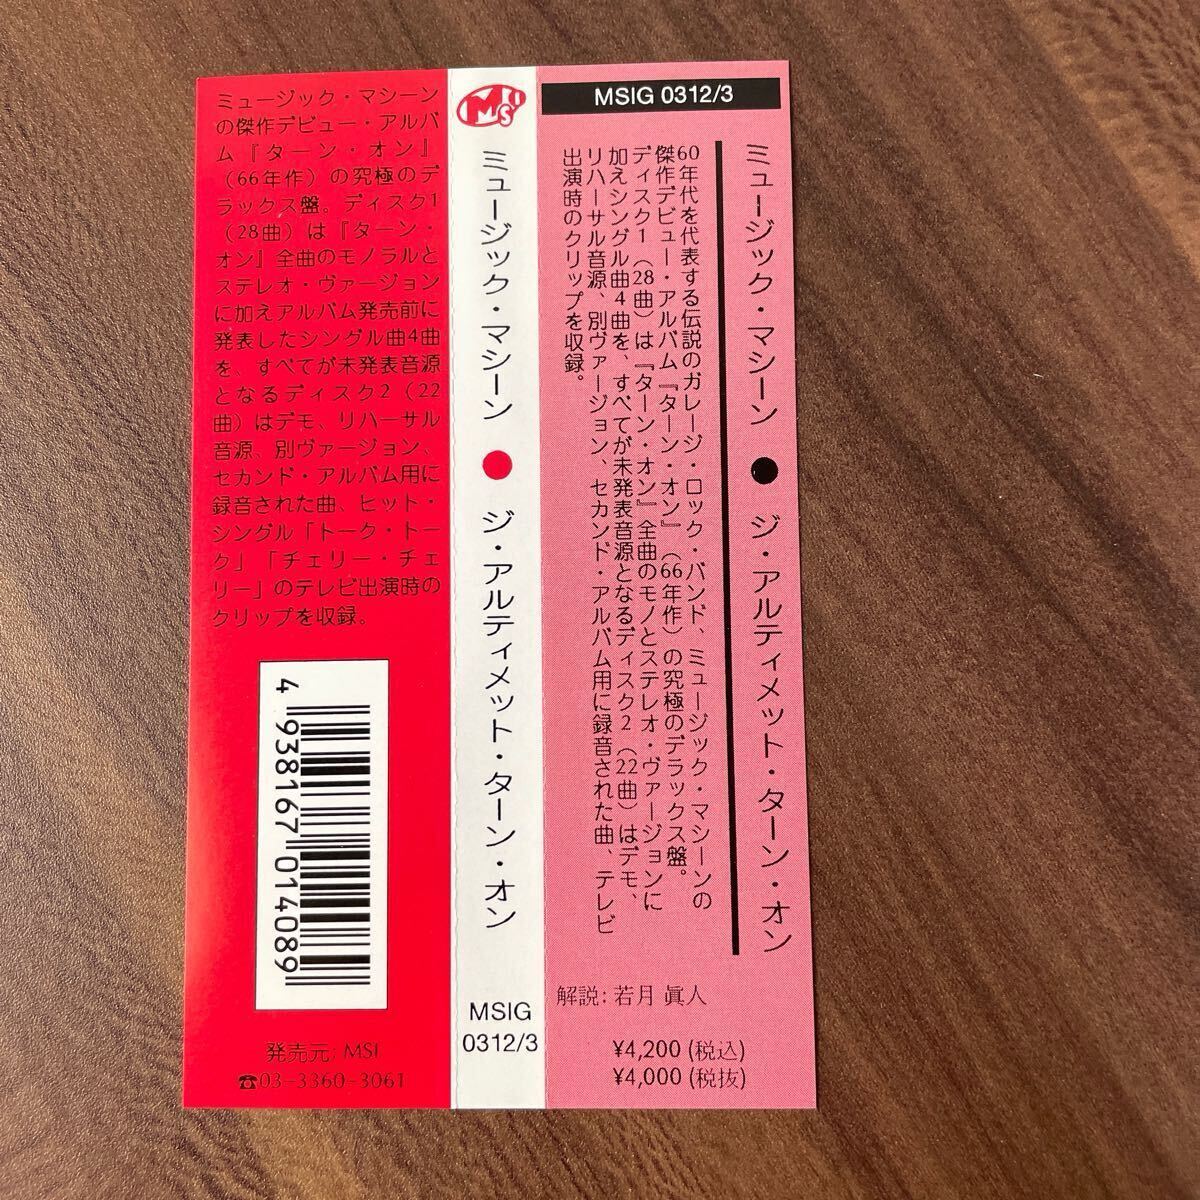 ミュージック・マシーン
の傑作デビュー・アルバ
ム『ターン・オン』
（66年作）の究極のデ
ラックス盤。ディスク1
（28曲）は『ターン・
オン』全曲のモノラルと
ステレオ・ヴァージョン
に加えアルバム発売前に
発表したシングル曲4曲
を、すべてが未発表音源
となるディスク2（22
曲）はデモ、リハーサル
音源、別ヴァージョン、
セカンド・アルバム用に
録音された曲、ヒット・
シングル「トーク・トー
ク」「チェリー・チェ
リー」のテレビ出演時の
クリップを収録。
4 938167 014089
発売元: MSI
☎03-3360-3061
MSI
ミュージック・マシーン ● ジ・アルティメット・ターン・オン
MSIG
0312/3
MSIG 0312/3
ミュージック・マシーン ● ジ・アルティメット・ターン・オン
60年代を代表する伝説のガレージ・ロック・バンド、ミュージック・マシーンの
傑作デビュー・アルバム『ターン・オン』（66年作）の究極のデラックス盤。
ディスク1（28曲）は『ターン・オン』全曲のモノとステレオ・ヴァージョンに
加えシングル曲4曲を、すべてが未発表音源となるディスク2（22曲）はデモ、
リハーサル音源、別ヴァージョン、セカンド・アルバム用に録音された曲、テレビ
出演時のクリップを収録。
解説: 若月 眞人
¥4,200 (税込)
¥4,000 (税抜)